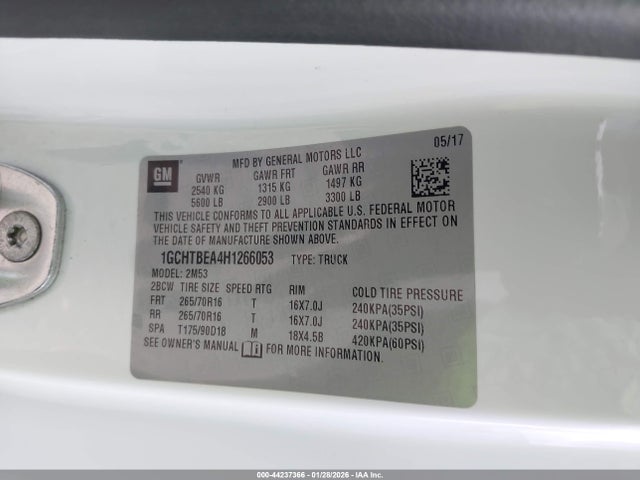 GM
MFD BY GENERAL MOTORS LLC
05/17
GVWR GAWR FRT GAWR RR
2540 KG 1315 KG 1497 KG
5600 LB 2900 LB 3300 LB
THIS VEHICLE CONFORMS TO ALL APPLICABLE U.S. FEDERAL MOTOR
VEHICLE SAFETY AND THEFT PREVENTION STANDARDS IN EFFECT ON
THE DATE OF MANUFACTURE SHOWN ABOVE.
1GCHTBEA4H1266053 TYPE: TRUCK
MODEL: 2M53
2BCW TIRE SIZE SPEED RTG RIM COLD TIRE PRESSURE
FRT 265/70R16 T 16X7.0J 240KPA(35PSI)
RR 265/70R16 T 16X7.0J 240KPA(35PSI)
SPA T175/90D18 M 18X4.5B 420KPA(60PSI)
SEE OWNER'S MANUAL FOR MORE INFORMATION.
000-44237366 - 01/28/2026 - IAAI.COM